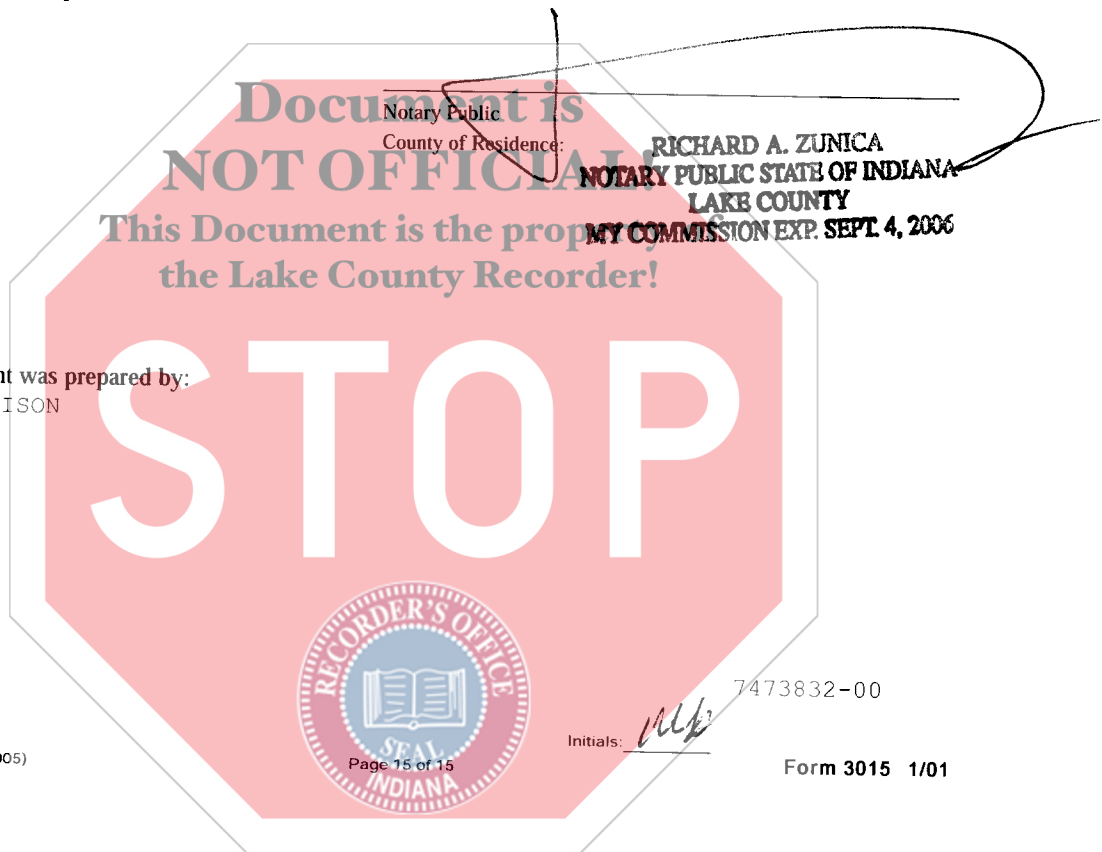 Document is
Notary Public
County of Residence:
NOT OFFICIAL!
RICHARD A. ZUNICA
NOTARY PUBLIC STATE OF INDIANA
LAKE COUNTY
MY COMMISSION EXP. SEPT. 4, 2006
This Document is the property of
the Lake County Recorder!
nt was prepared by:
ISON
STOP
RECORDER'S OFFICE
SEAL
INDIANA
7473832-00
Initials:
005)
Page 15 of 15
Form 3015 1/01